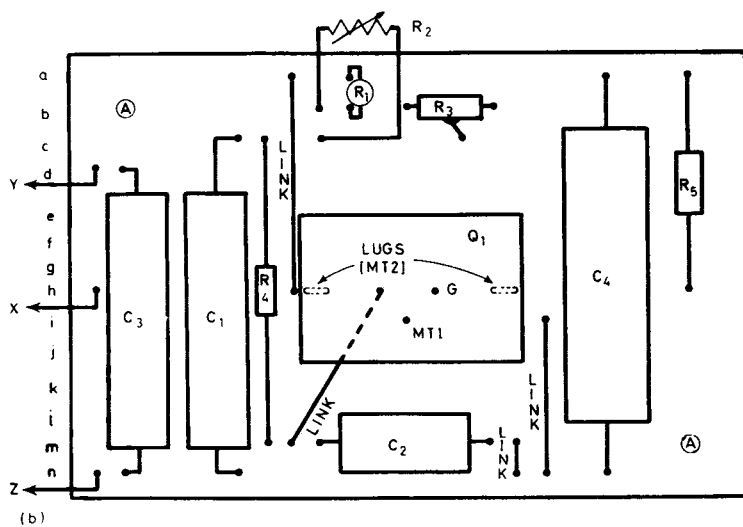 R2
a
R1
A
b
R3
c
LINK
d
Y
R5
e
Q1
f
LUGS
[MT2]
g
R4
h
G
C4
X
i
C3
C1
MT1
j
k
LINK
LINK
l
C2
LINK
m
A
n
Z
(b)